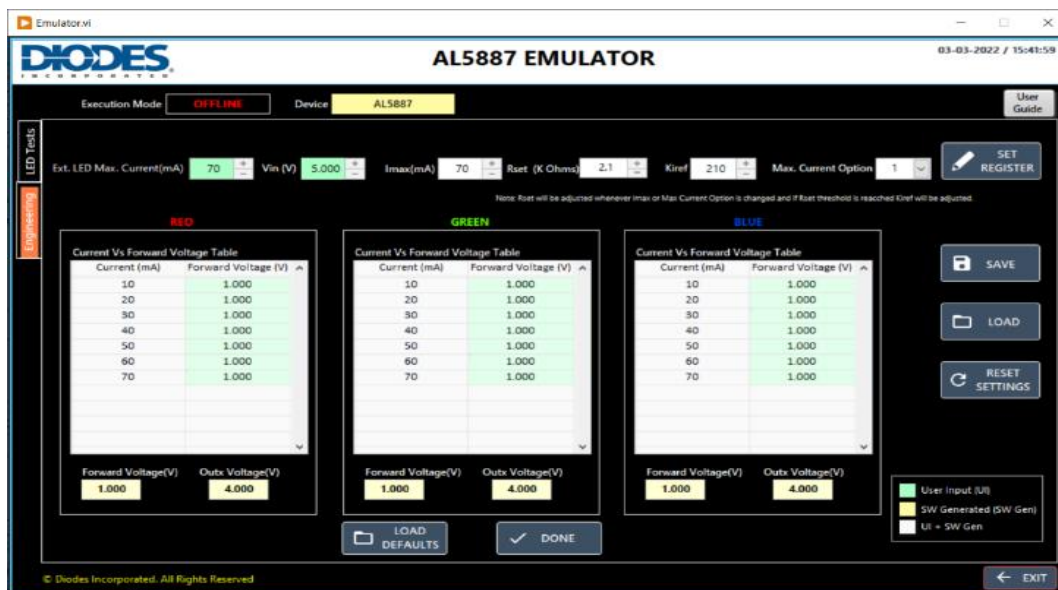 Emulator.vi
DIODES
INCORPORATED
AL5887 EMULATOR
03-03-2022 / 15:41:59
Execution Mode OFFLINE Device AL5887 User Guide
LED Tests
Engineering
Ext. LED Max. Current(mA) 70 Vin (V) 5.000 Imax(mA) 70 Rset (K Ohms) 2.1 Kiref 210 Max. Current Option 1 SET REGISTER
Note: Rset will be adjusted whenever Imax or Max Current Option is changed and if Rset threshold is reacched Kiref will be adjusted.
RED GREEN BLUE
Current Vs Forward Voltage Table Current Vs Forward Voltage Table Current Vs Forward Voltage Table
Current (mA) Forward Voltage (V) Current (mA) Forward Voltage (V) Current (mA) Forward Voltage (V)
10 1.000 10 1.000 10 1.000
20 1.000 20 1.000 20 1.000
30 1.000 30 1.000 30 1.000
40 1.000 40 1.000 40 1.000
50 1.000 50 1.000 50 1.000
60 1.000 60 1.000 60 1.000
70 1.000 70 1.000 70 1.000
SAVE
LOAD
RESET SETTINGS
Forward Voltage(V) Outx Voltage(V) Forward Voltage(V) Outx Voltage(V) Forward Voltage(V) Outx Voltage(V)
1.000 4.000 1.000 4.000 1.000 4.000
User Input (UI)
SW Generated (SW Gen)
UI + SW Gen
LOAD DEFAULTS DONE
© Diodes Incorporated. All Rights Reserved
EXIT